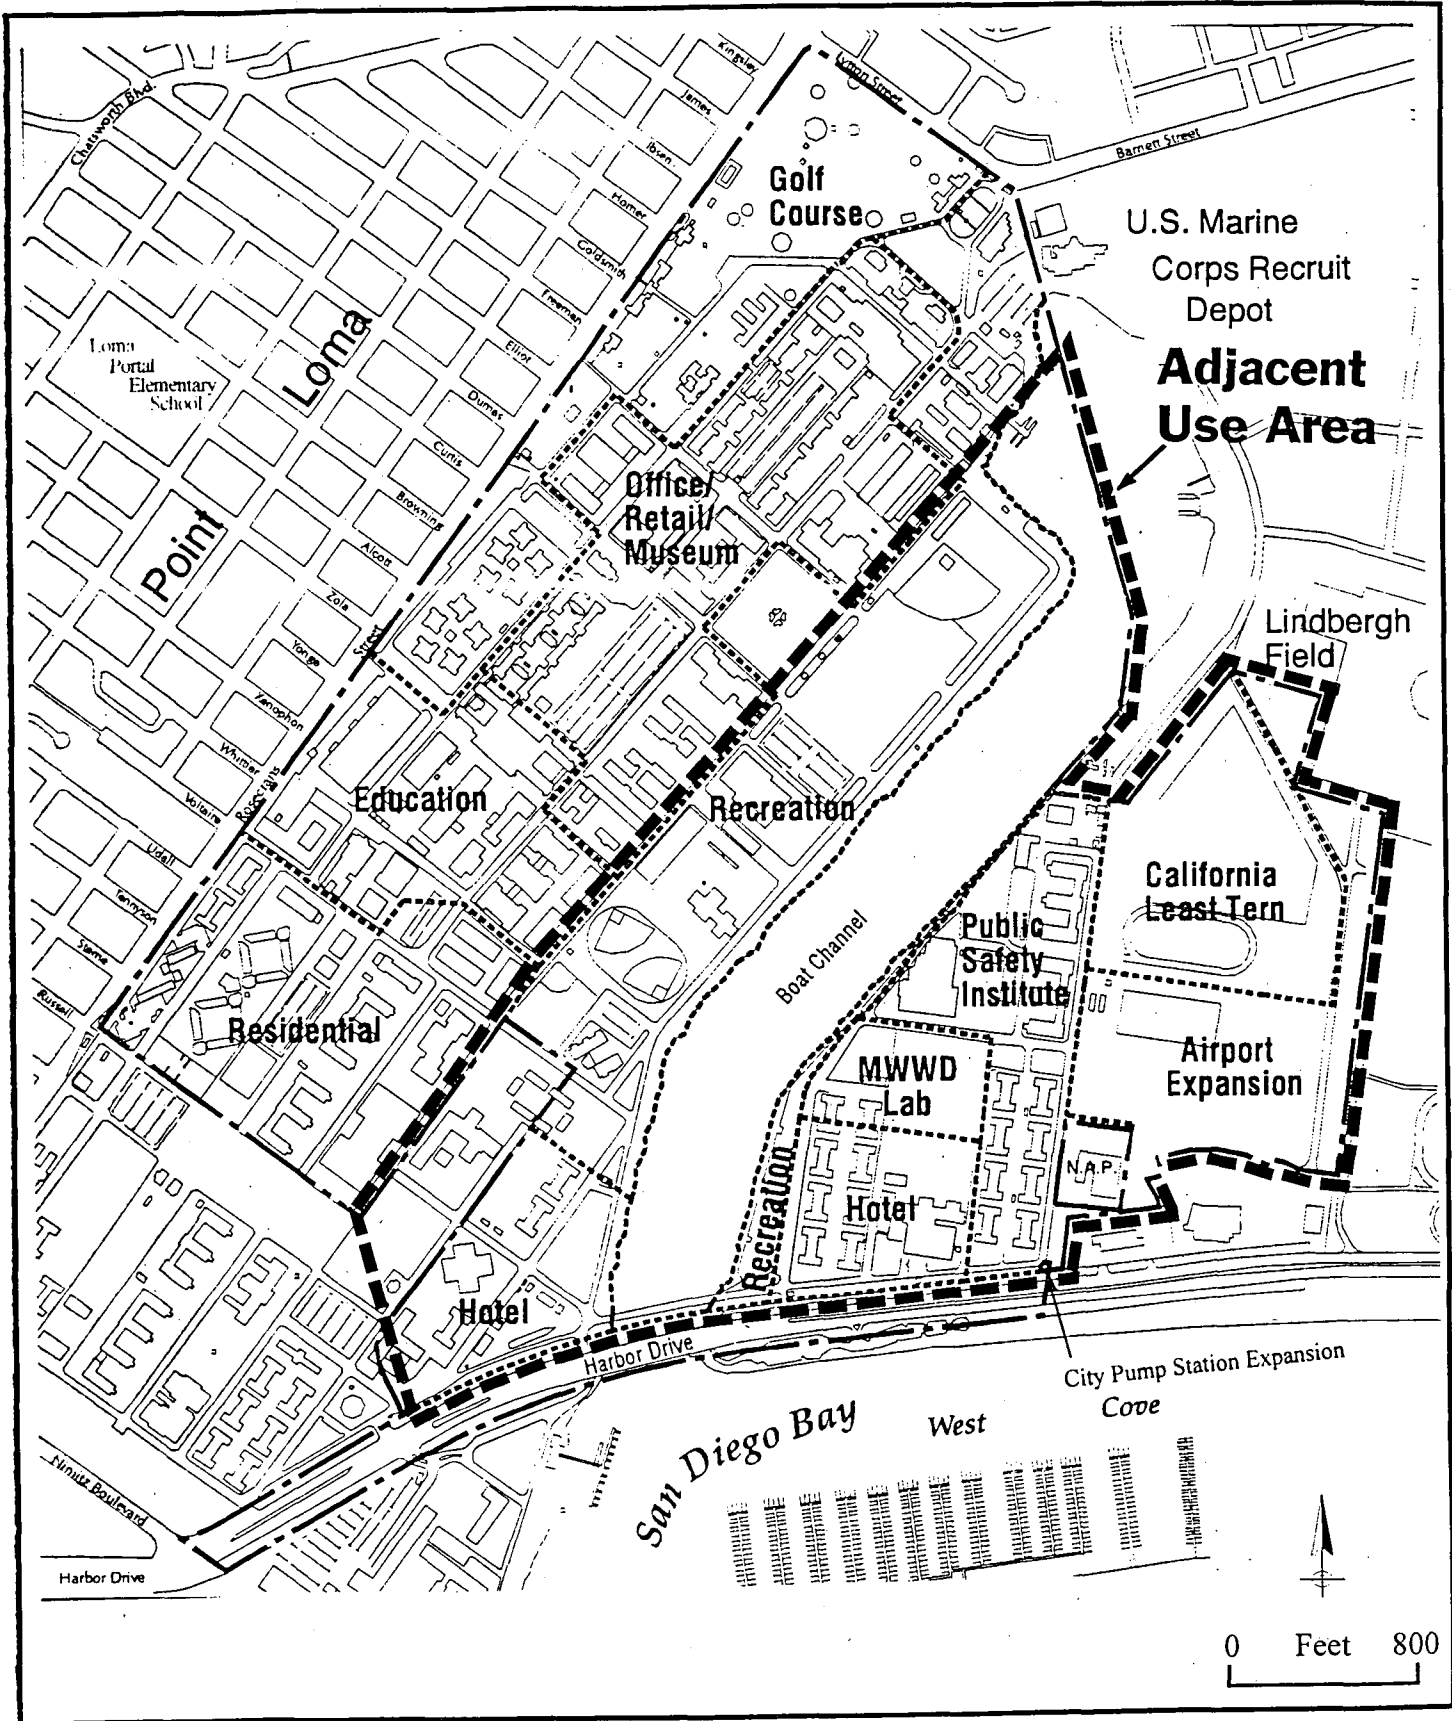 Kingsley
Lytton Street
James
Chatsworth Blvd.
Barnett Street
Ibsen
Golf
Course
Homer
U.S. Marine
Corps Recruit
Depot
Goldsmith
Freeman
Loma
Portal
Elementary
School
Loma
Elliot
Adjacent
Use Area
Dumas
Curtis
Office/
Retail/
Museum
Browning
Point
Alcott
Zola
Lindbergh
Field
Street
Yonge
Xenophon
Whittier
Rosecrans
Voltaire
Education
Recreation
Udall
California
Least Tern
Tennyson
Public
Safety
Institute
Boat Channel
Sterne
Russell
Residential
MWWD
Lab
Airport
Expansion
N.A.P.
Recreation
Hotel
Hotel
Harbor Drive
City Pump Station Expansion
San Diego Bay
West
Cove
Nimitz Boulevard
Harbor Drive
0 Feet 800